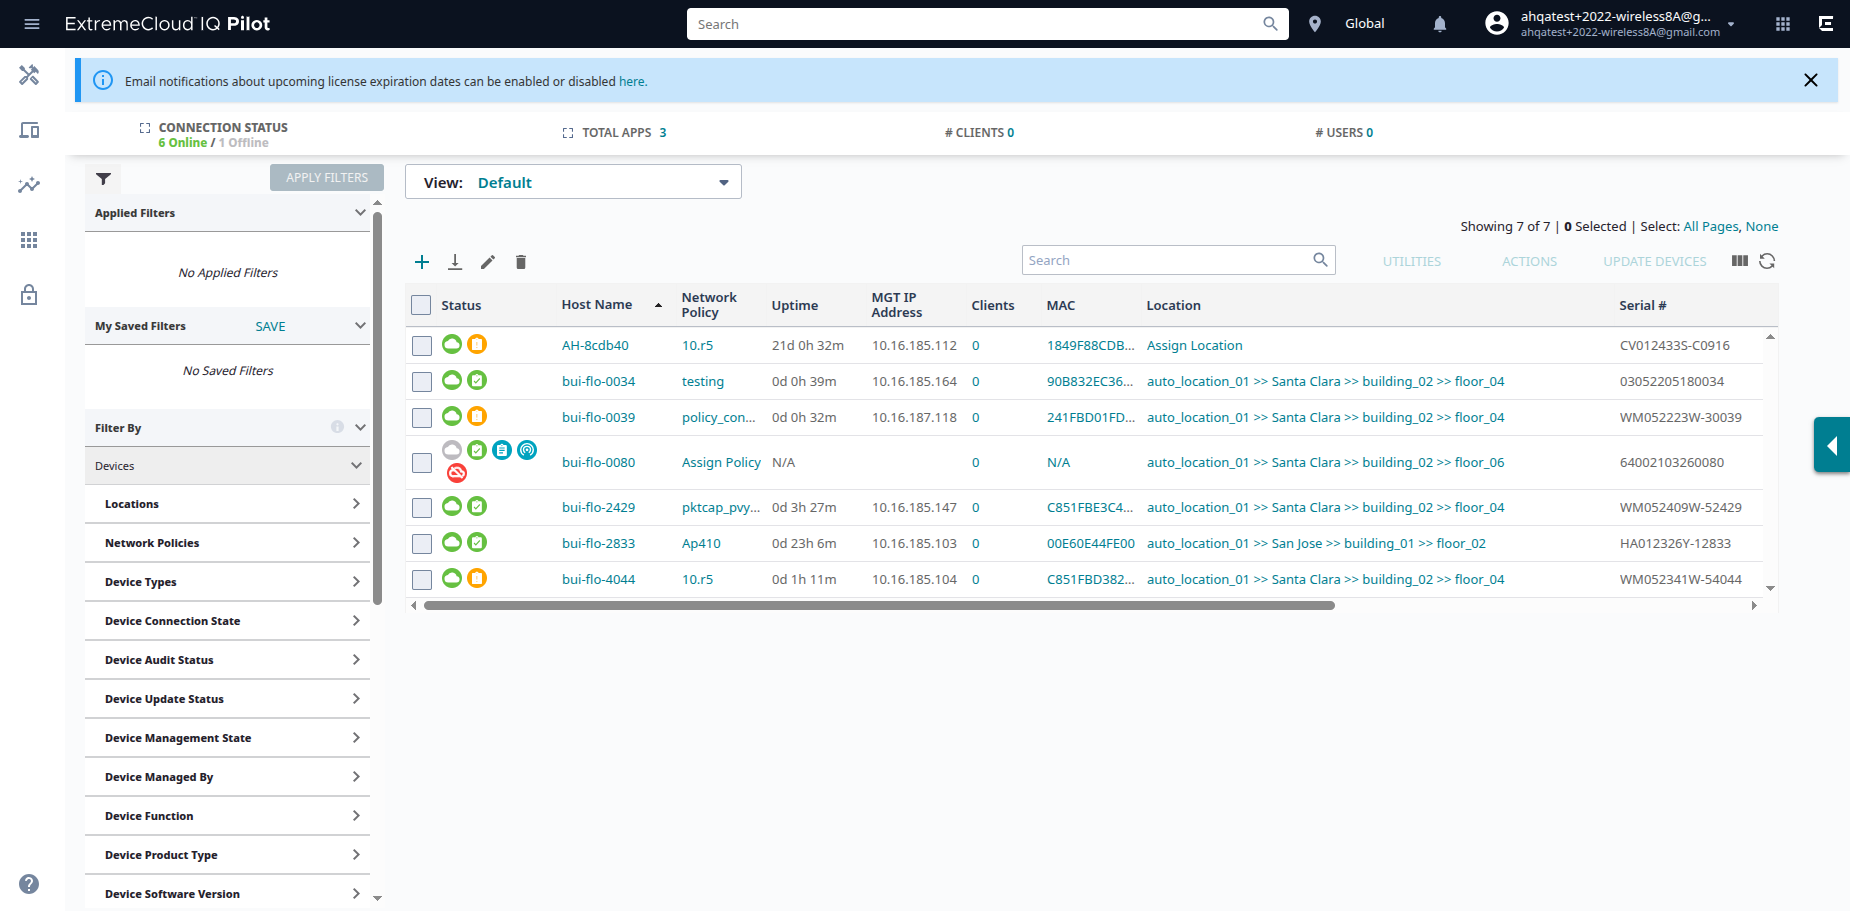 ExtremeCloud IQ Pilot
Search
Global
ahqatest+2022-wireless8A@g...
ahqatest+2022-wireless8A@gmail.com
Email notifications about upcoming license expiration dates can be enabled or disabled here.
CONNECTION STATUS
6 Online / 1 Offline
TOTAL APPS 3
# CLIENTS 0
# USERS 0
APPLY FILTERS
Applied Filters
No Applied Filters
My Saved Filters SAVE
No Saved Filters
Filter By
Devices
Locations
Network Policies
Device Types
Device Connection State
Device Audit Status
Device Update Status
Device Management State
Device Managed By
Device Function
Device Product Type
Device Software Version
View: Default
Showing 7 of 7 | 0 Selected | Select: All Pages, None
Search
UTILITIES ACTIONS UPDATE DEVICES
Status Host Name Network Policy Uptime MGT IP Address Clients MAC Location Serial #
AH-8cdb40 10.r5 21d 0h 32m 10.16.185.112 0 1849F88CDB... Assign Location CV012433S-C0916
bui-flo-0034 testing 0d 0h 39m 10.16.185.164 0 90B832EC36... auto_location_01 >> Santa Clara >> building_02 >> floor_04 03052205180034
bui-flo-0039 policy_con... 0d 0h 32m 10.16.187.118 0 241FBD01FD... auto_location_01 >> Santa Clara >> building_02 >> floor_04 WM052223W-30039
bui-flo-0080 Assign Policy N/A 0 N/A auto_location_01 >> Santa Clara >> building_02 >> floor_06 64002103260080
bui-flo-2429 pktcap_pvy... 0d 3h 27m 10.16.185.147 0 C851FBE3C4... auto_location_01 >> Santa Clara >> building_02 >> floor_04 WM052409W-52429
bui-flo-2833 Ap410 0d 23h 6m 10.16.185.103 0 00E60E44FE00 auto_location_01 >> San Jose >> building_01 >> floor_02 HA012326Y-12833
bui-flo-4044 10.r5 0d 1h 11m 10.16.185.104 0 C851FBD382... auto_location_01 >> Santa Clara >> building_02 >> floor_04 WM052341W-54044